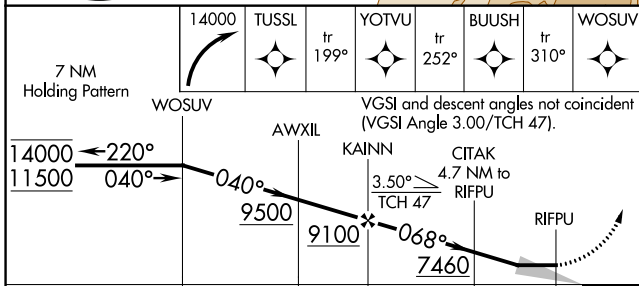 14000 TUSSL tr 199° YOTVU tr 252° BUUSH tr 310° WOSUV
7 NM
Holding Pattern
VGSI and descent angles not coincident
(VGSI Angle 3.00/TCH 47).
WOSUV
AWXIL
KAINN
CITAK
4.7 NM to
RIFPU
RIFPU
14000 220°
11500 040°
040°
9500
9100
3.50°
TCH 47
068°
7460